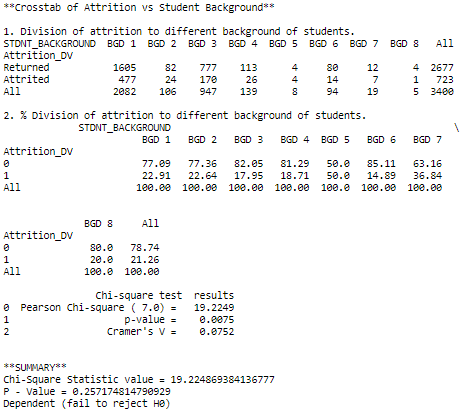 **Crosstab of Attrition vs Student Background**
1. Division of attrition to different background of students.
STDNT_BACKGROUND BGD 1 BGD 2 BGD 3 BGD 4 BGD 5 BGD 6 BGD 7 BGD 8 All
Attrition_DV
Returned 1605 82 777 113 4 80 12 4 2677
Attrited 477 24 170 26 4 14 7 1 723
All 2082 106 947 139 8 94 19 5 3400
2. % Division of attrition to different background of students.
STDNT_BACKGROUND \
BGD 1 BGD 2 BGD 3 BGD 4 BGD 5 BGD 6 BGD 7
Attrition_DV
0 77.09 77.36 82.05 81.29 50.0 85.11 63.16
1 22.91 22.64 17.95 18.71 50.0 14.89 36.84
All 100.00 100.00 100.00 100.00 100.0 100.00 100.00
BGD 8 All
Attrition_DV
0 80.0 78.74
1 20.0 21.26
All 100.0 100.00
Chi-square test results
0 Pearson Chi-square ( 7.0) = 19.2249
1 p-value = 0.0075
2 Cramer's V = 0.0752
**SUMMARY**
Chi-Square Statistic value = 19.224869384136777
P - Value = 0.257174814790929
Dependent (fail to reject H0)